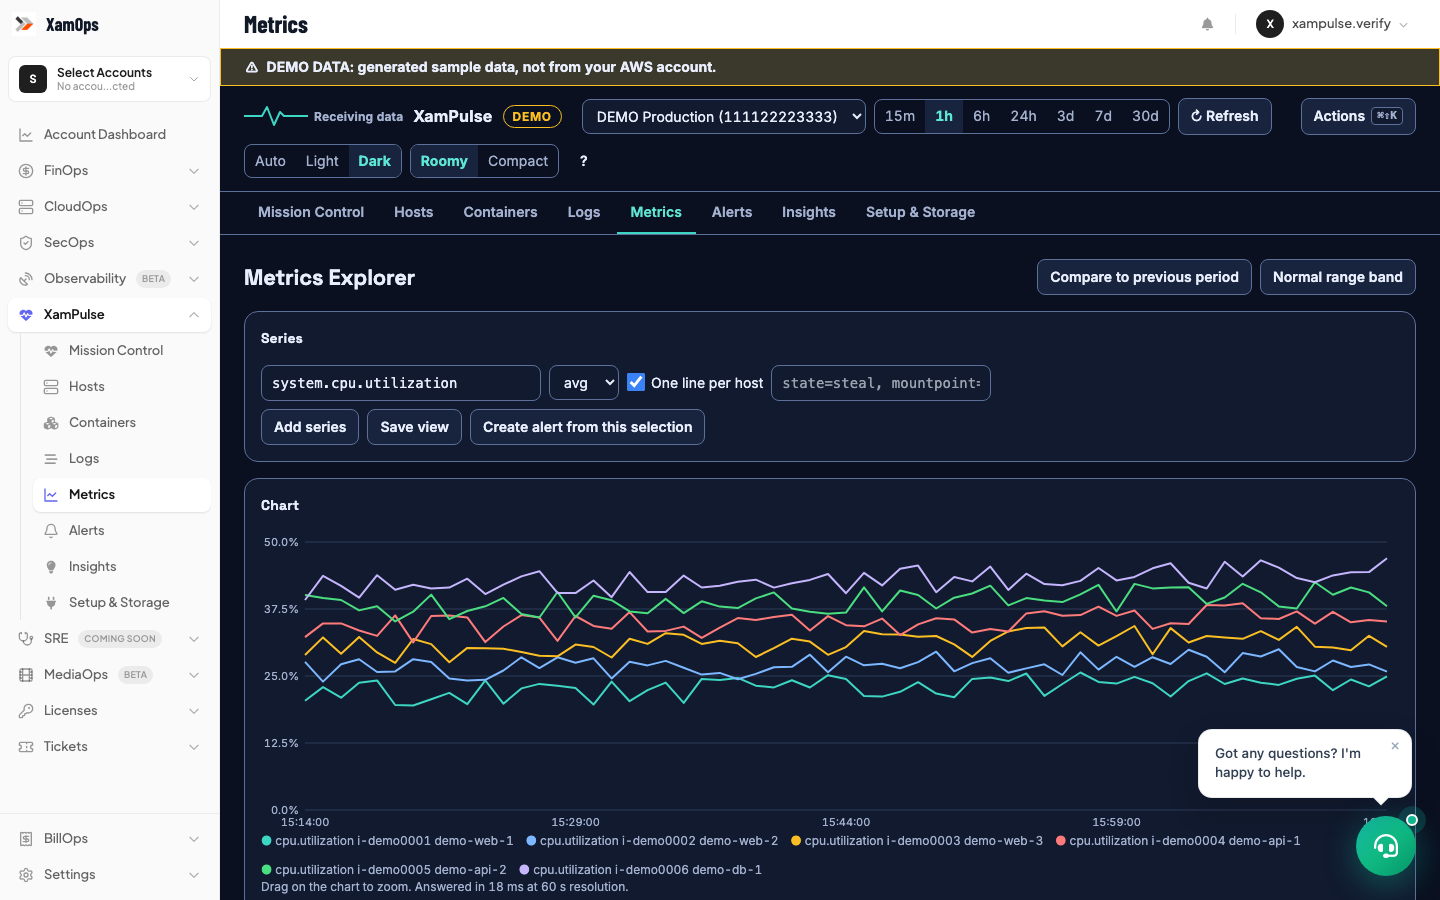 XamOps
S
Select Accounts
No accou...cted
Account Dashboard
FinOps
CloudOps
SecOps
Observability BETA
XamPulse
Mission Control
Hosts
Containers
Logs
Metrics
Alerts
Insights
Setup & Storage
SRE COMING SOON
MediaOps BETA
Licenses
Tickets
BillOps
Settings
Metrics
X xampulse.verify
DEMO DATA: generated sample data, not from your AWS account.
Receiving data XamPulse DEMO DEMO Production (111122223333) 15m 1h 6h 24h 3d 7d 30d ↻ Refresh Actions ⌘⇧K
Auto Light Dark Roomy Compact ?
Mission Control Hosts Containers Logs Metrics Alerts Insights Setup & Storage
Metrics Explorer Compare to previous period Normal range band
Series
system.cpu.utilization avg One line per host state=steal, mountpoint=
Add series Save view Create alert from this selection
Chart
50.0%
37.5%
25.0%
12.5%
0.0%
15:14:00 15:29:00 15:44:00 15:59:00
cpu.utilization i-demo0001 demo-web-1 cpu.utilization i-demo0002 demo-web-2 cpu.utilization i-demo0003 demo-web-3 cpu.utilization i-demo0004 demo-api-1
cpu.utilization i-demo0005 demo-api-2 cpu.utilization i-demo0006 demo-db-1
Drag on the chart to zoom. Answered in 18 ms at 60 s resolution.
Got any questions? I'm
happy to help.